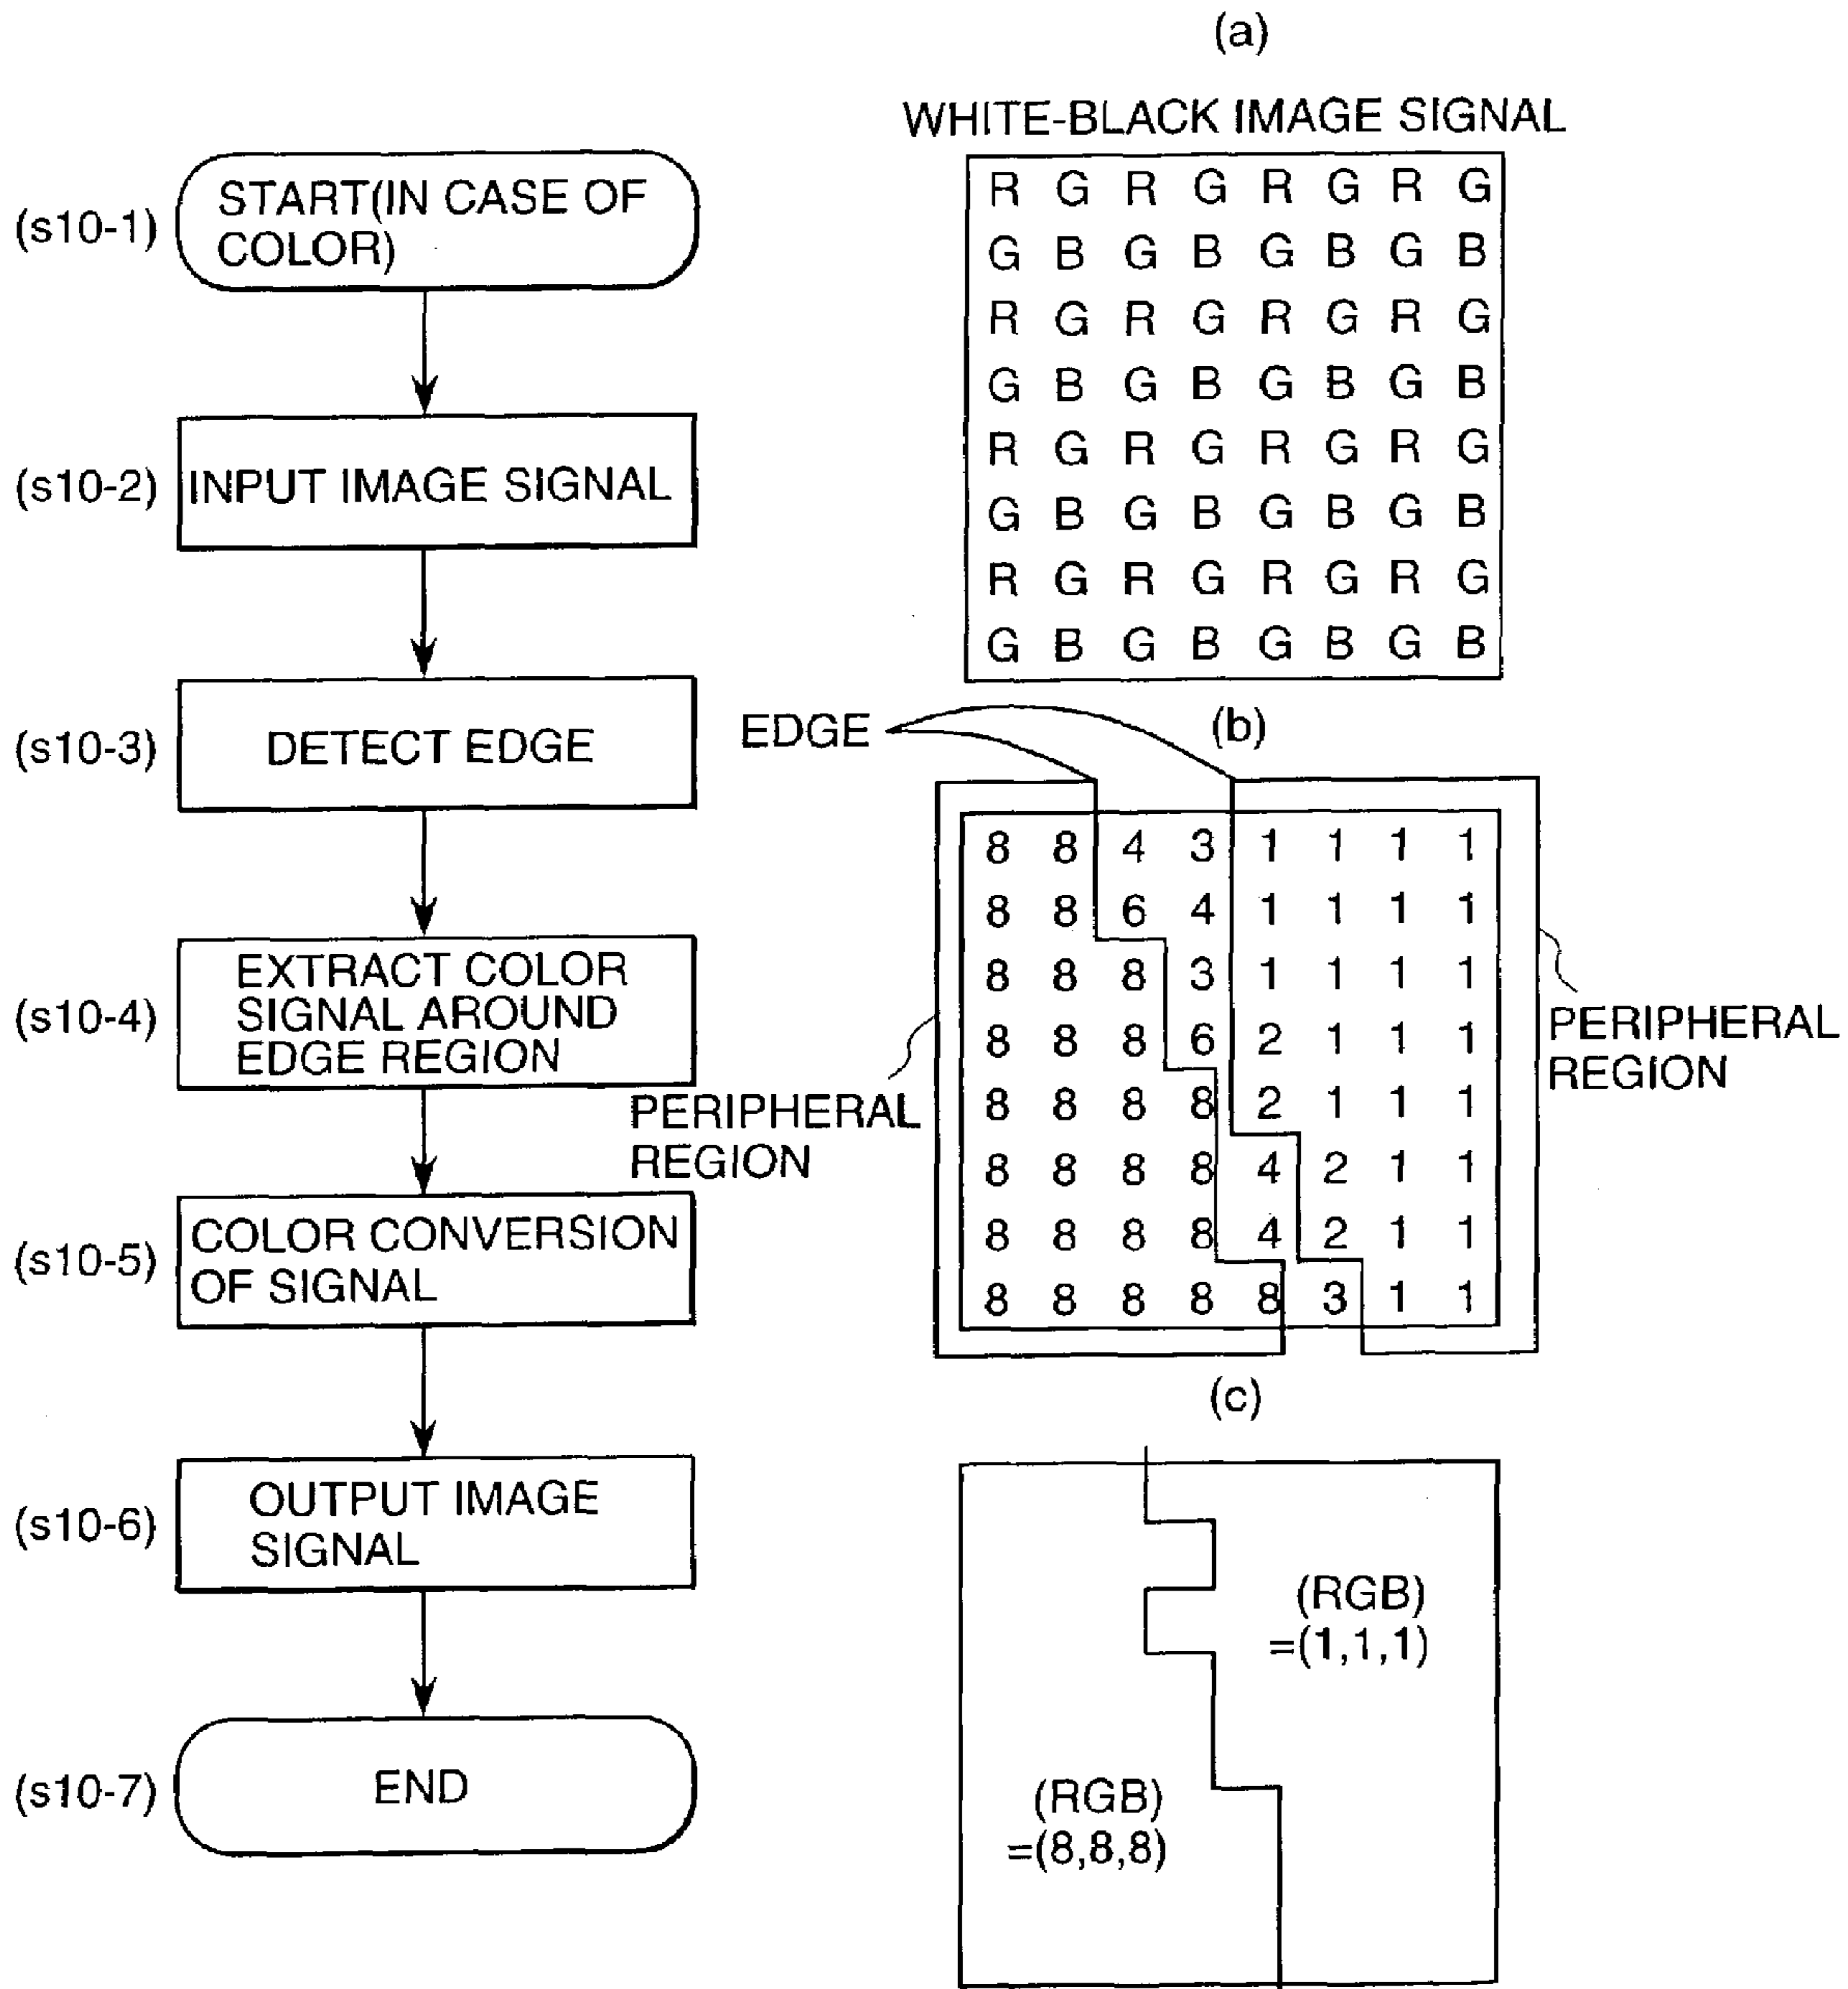 (s10-1)
START(IN CASE OF
COLOR)
(s10-2)
INPUT IMAGE SIGNAL
(s10-3)
DETECT EDGE
(s10-4)
EXTRACT COLOR
SIGNAL AROUND
EDGE REGION
(s10-5)
COLOR CONVERSION
OF SIGNAL
(s10-6)
OUTPUT IMAGE
SIGNAL
(s10-7)
END
(a)
WHITE-BLACK IMAGE SIGNAL
R G R G R G R G
G B G B G B G B
R G R G R G R G
G B G B G B G B
R G R G R G R G
G B G B G B G B
R G R G R G R G
G B G B G B G B
(b)
EDGE
8 8 4 3 1 1 1 1
8 8 6 4 1 1 1 1
8 8 8 3 1 1 1 1
8 8 8 6 2 1 1 1
8 8 8 8 2 1 1 1
8 8 8 8 4 2 1 1
8 8 8 8 4 2 1 1
8 8 8 8 8 3 1 1
PERIPHERAL
REGION
PERIPHERAL
REGION
(c)
(RGB)
=(1,1,1)
(RGB)
=(8,8,8)